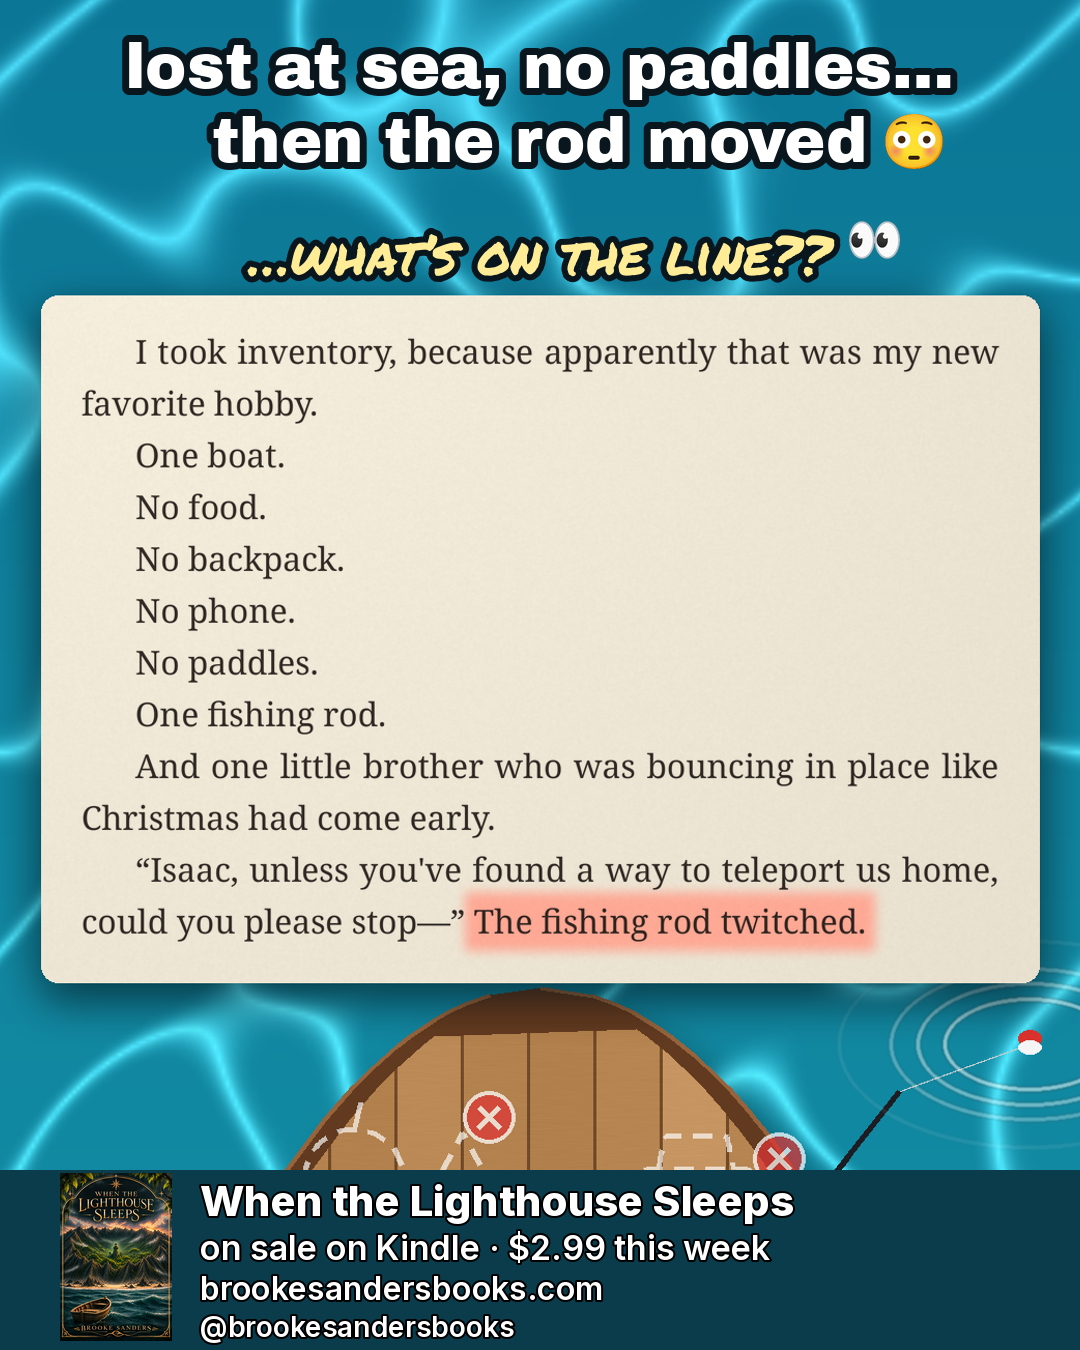 lost at sea, no paddles...
then the rod moved 😳
...WHAT'S ON THE LINE?? 👀
I took inventory, because apparently that was my new
favorite hobby.
One boat.
No food.
No backpack.
No phone.
No paddles.
One fishing rod.
And one little brother who was bouncing in place like
Christmas had come early.
“Isaac, unless you've found a way to teleport us home,
could you please stop—” The fishing rod twitched.
WHEN THE
LIGHTHOUSE
SLEEPS
BROOKE SANDERS
When the Lighthouse Sleeps
on sale on Kindle · $2.99 this week
brookesandersbooks.com
@brookesandersbooks